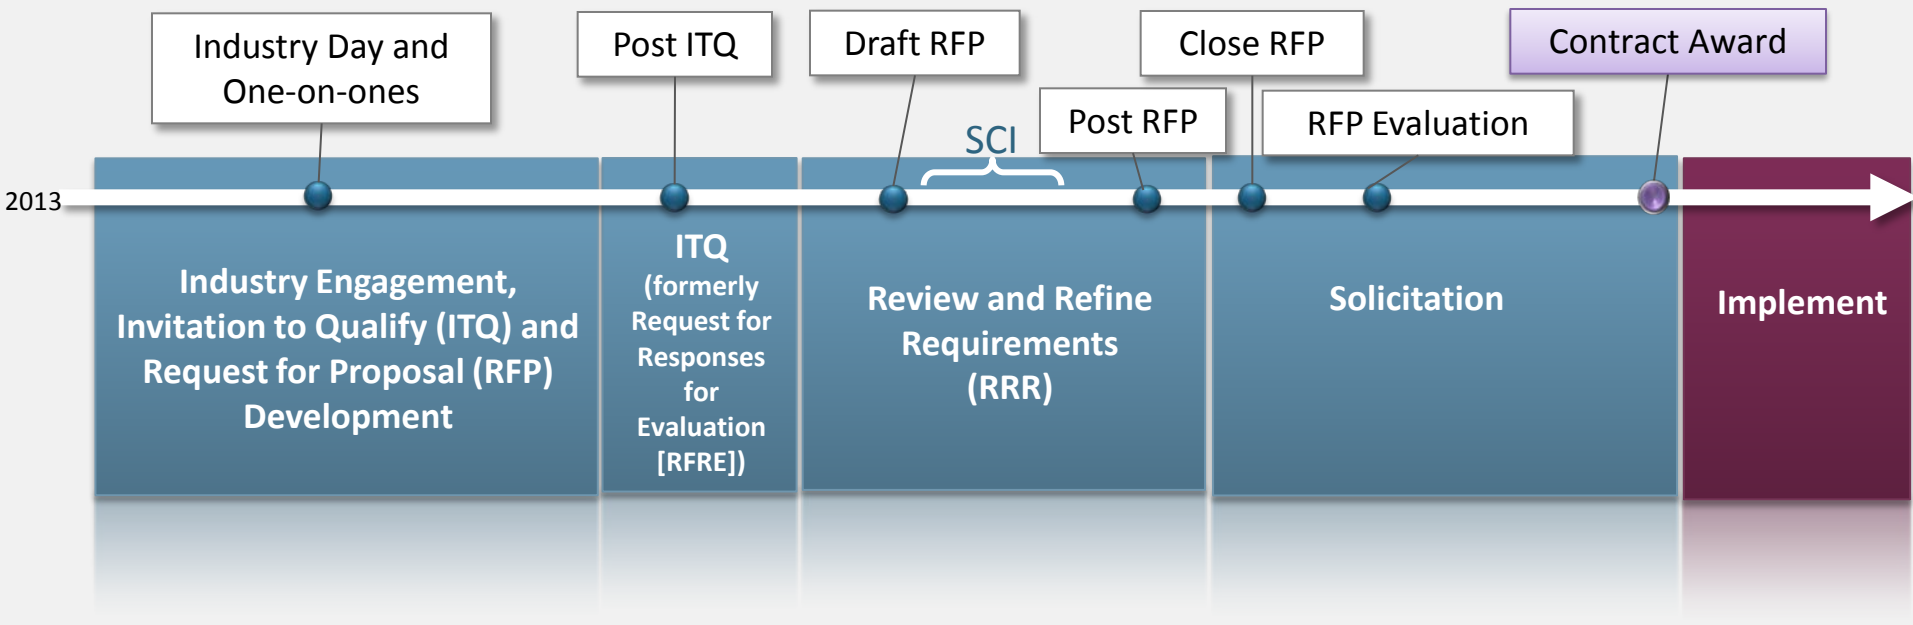 Industry Day and
One-on-ones
Post ITQ
Draft RFP
SCI
Post RFP
Close RFP
RFP Evaluation
Contract Award
2013
Industry Engagement,
Invitation to Qualify (ITQ) and
Request for Proposal (RFP)
Development
ITQ
(formerly
Request for
Responses
for
Evaluation
[RFRE])
Review and Refine
Requirements
(RRR)
Solicitation
Implement